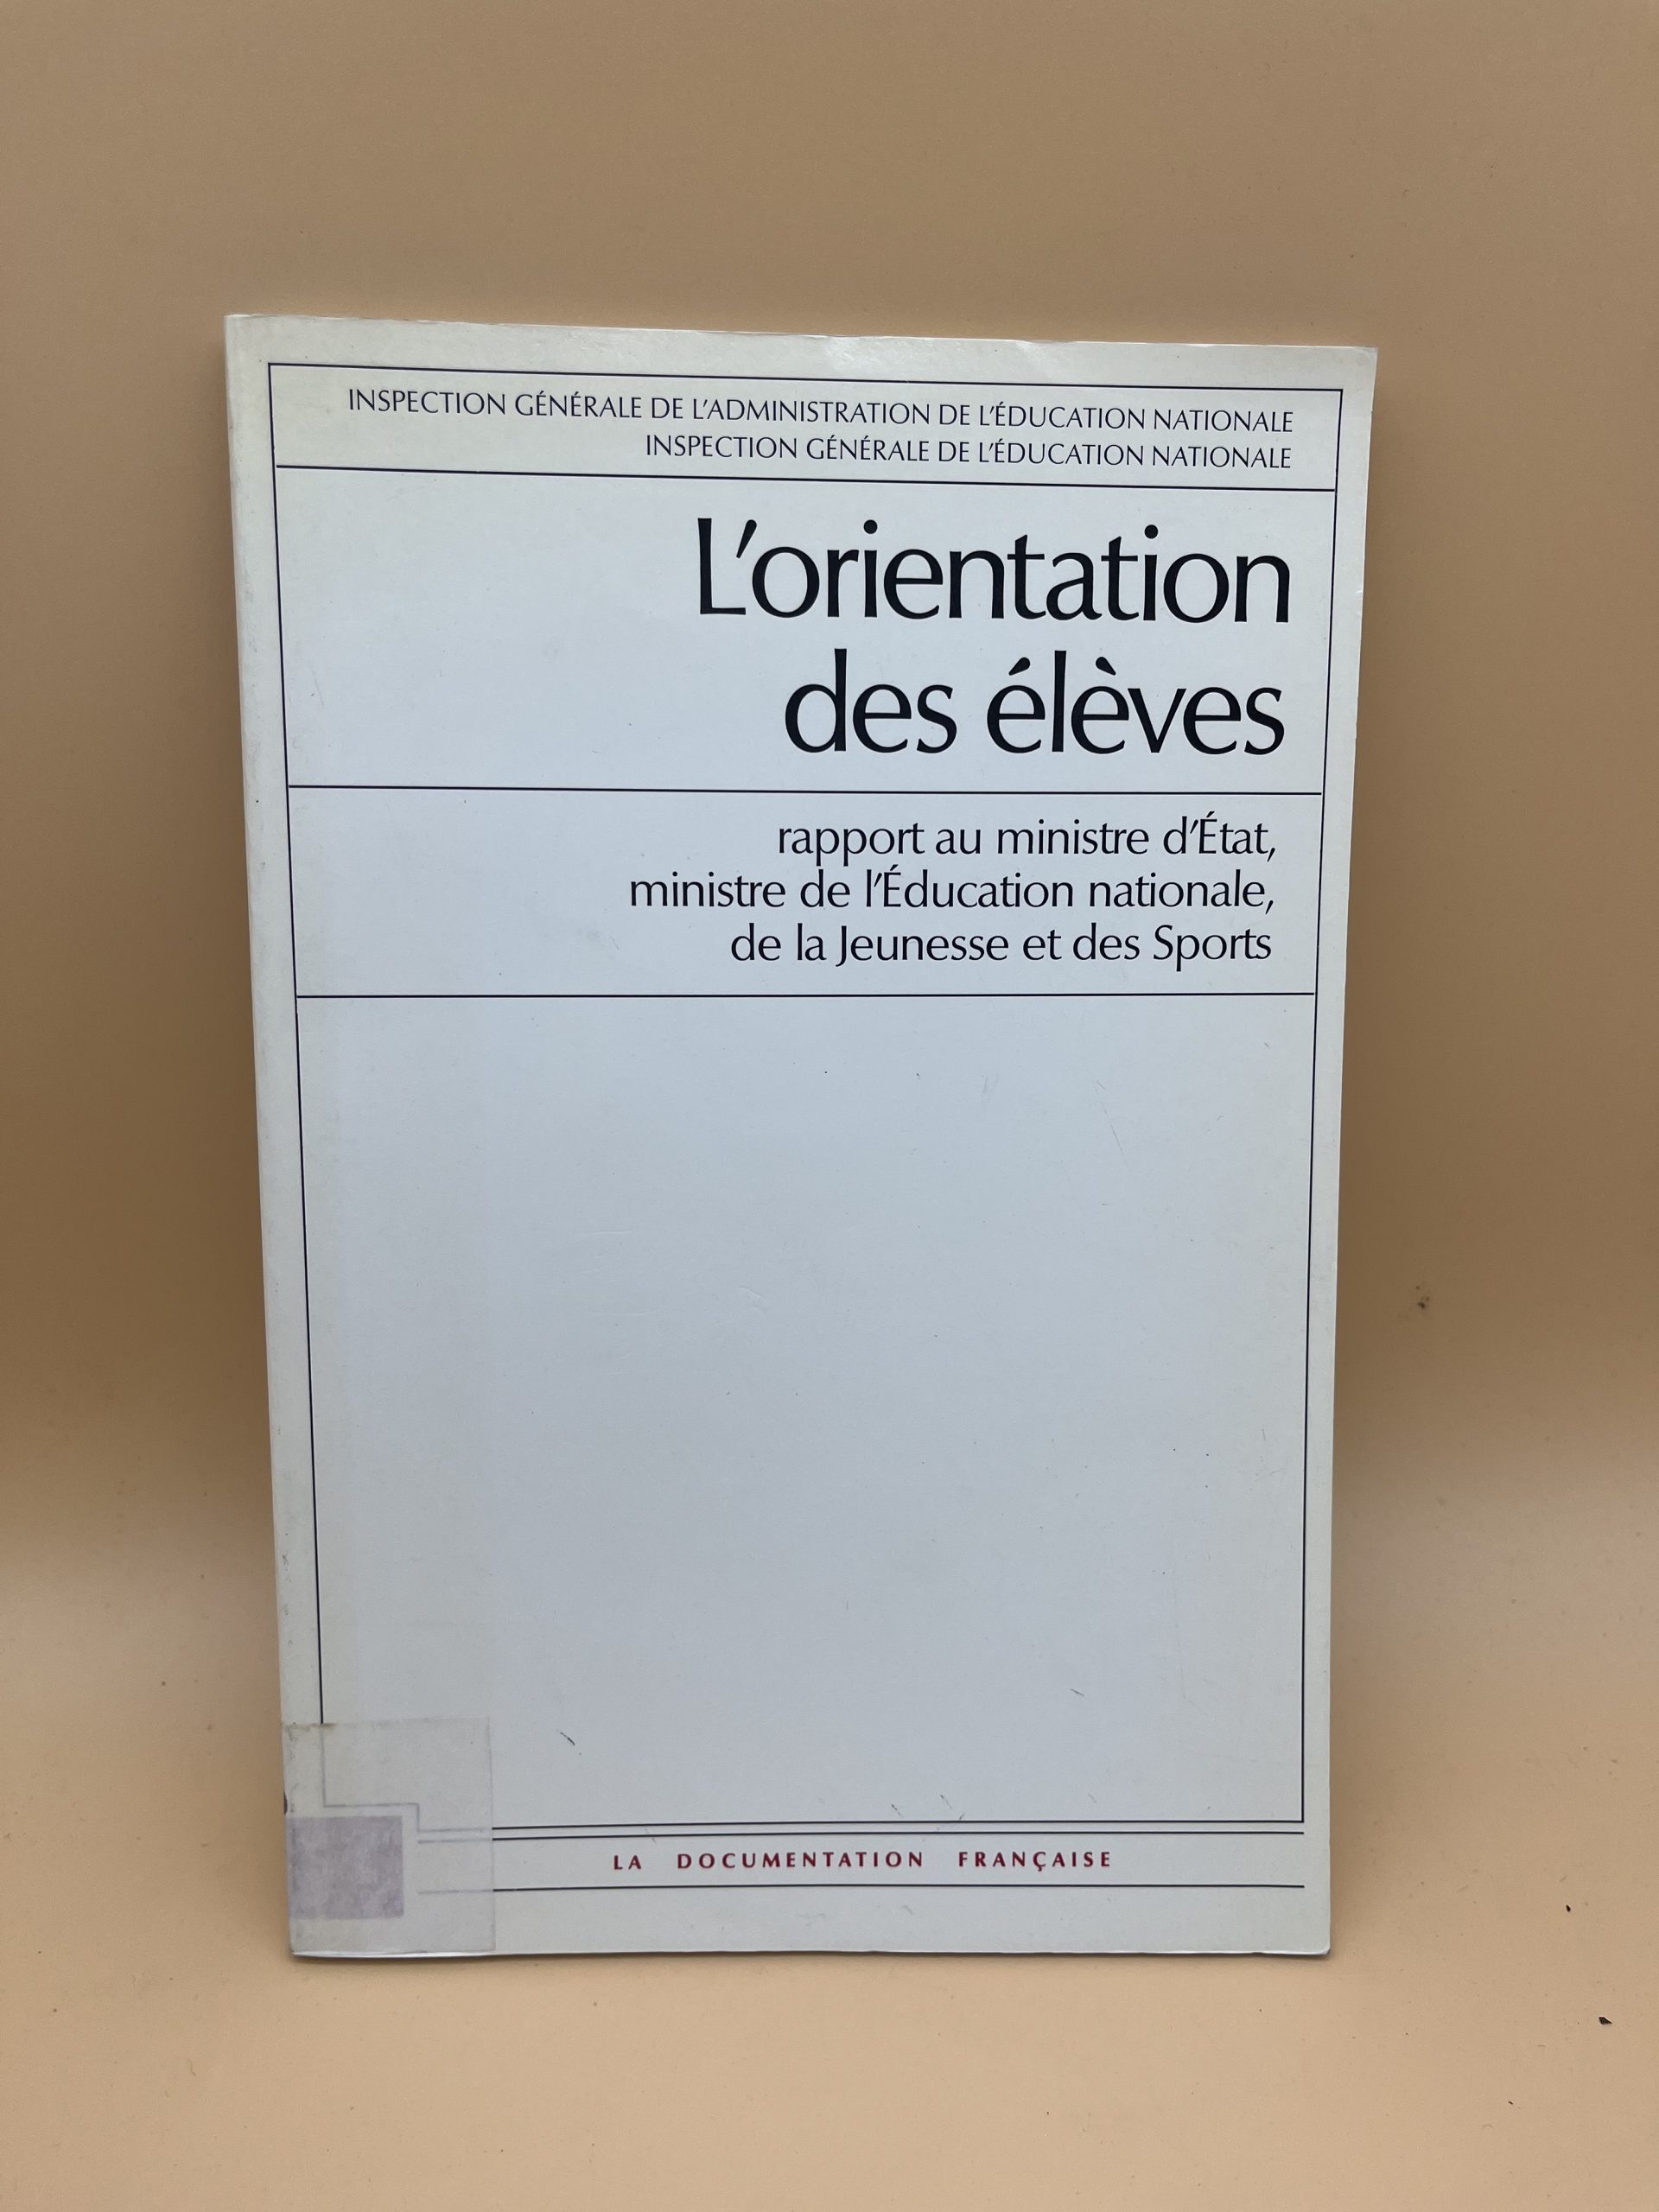 INSPECTION GÉNÉRALE DE L'ADMINISTRATION DE L'ÉDUCATION NATIONALE
INSPECTION GÉNÉRALE DE L'ÉDUCATION NATIONALE
L'orientation
des élèves
rapport au ministre d'État,
ministre de l'Éducation nationale,
de la Jeunesse et des Sports
LA DOCUMENTATION FRANÇAISE